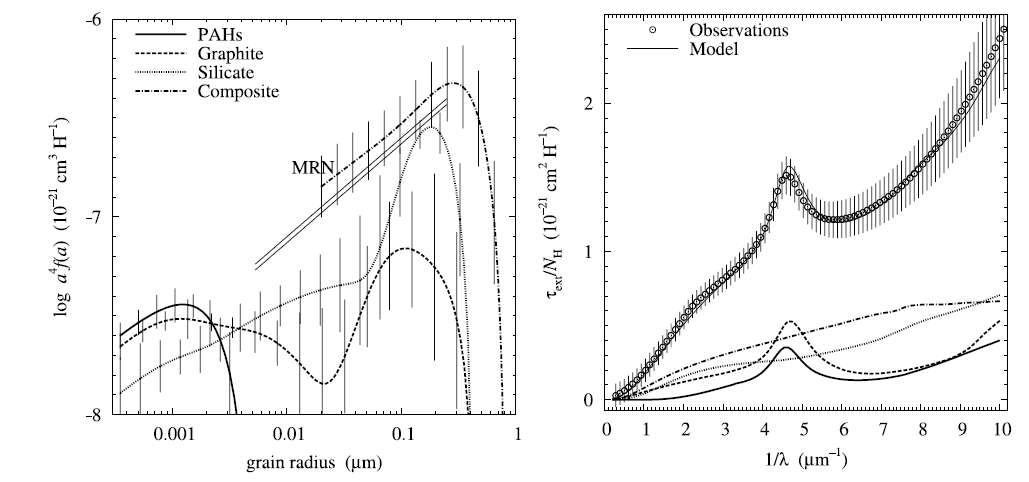 -6
-7
-8
log a⁴f(a) (10⁻²¹ cm³ H⁻¹)
PAHs
Graphite
Silicate
Composite
MRN
0.001 0.01 0.1 1
grain radius (μm)
τext/NH (10⁻²¹ cm² H⁻¹)
Observations
Model
2
1
0
0 1 2 3 4 5 6 7 8 9 10
1/λ (μm⁻¹)